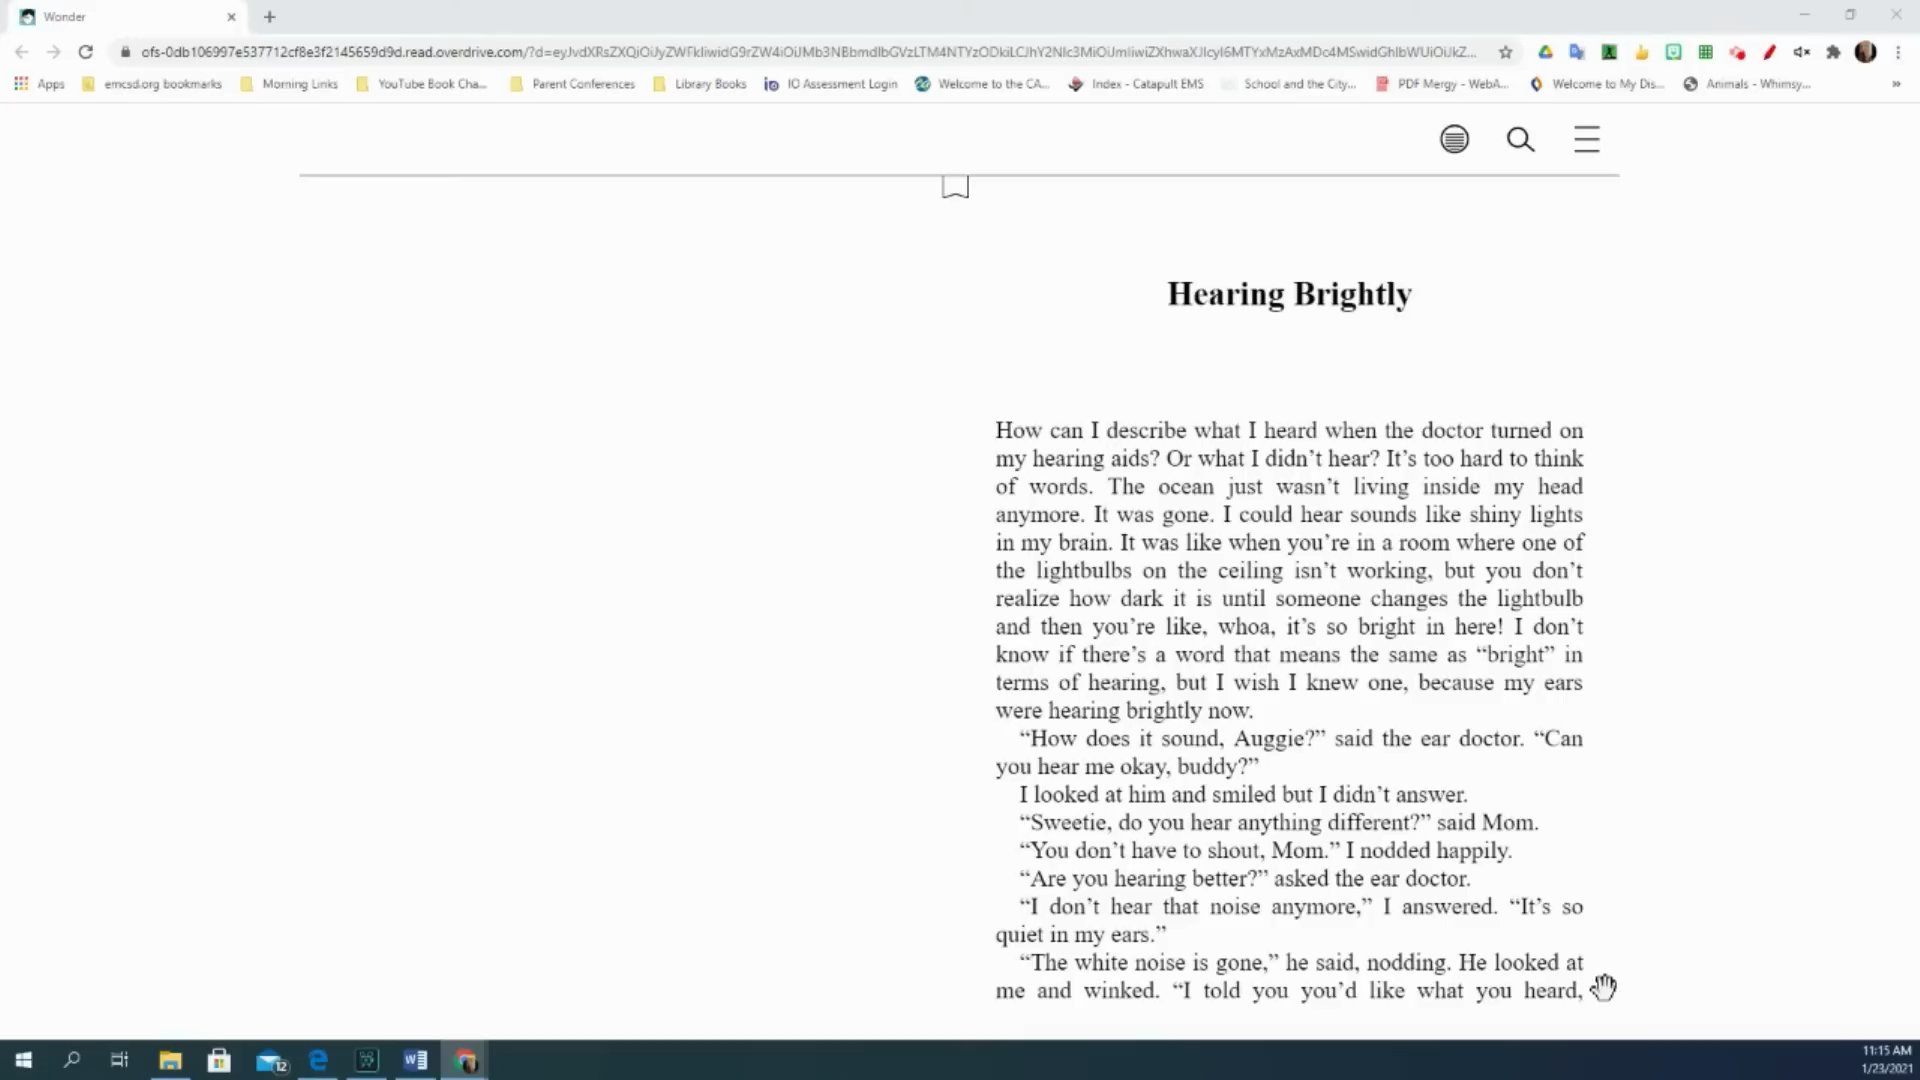 Wonder
Apps
emcsd.org bookmarks
Morning Links
YouTube Book Cha...
Parent Conferences
Library Books
IO Assessment Login
Welcome to the CA...
Index - Catapult EMS
School and the City...
PDF Mergy - WebA...
Welcome to My Dis...
Animals - Whimsy...
Hearing Brightly
How can I describe what I heard when the doctor turned on
my hearing aids? Or what I didn’t hear? It’s too hard to think
of words. The ocean just wasn’t living inside my head
anymore. It was gone. I could hear sounds like shiny lights
in my brain. It was like when you’re in a room where one of
the lightbulbs on the ceiling isn’t working, but you don’t
realize how dark it is until someone changes the lightbulb
and then you’re like, whoa, it’s so bright in here! I don’t
know if there’s a word that means the same as “bright” in
terms of hearing, but I wish I knew one, because my ears
were hearing brightly now.
“How does it sound, Auggie?” said the ear doctor. “Can
you hear me okay, buddy?”
I looked at him and smiled but I didn’t answer.
“Sweetie, do you hear anything different?” said Mom.
“You don’t have to shout, Mom.” I nodded happily.
“Are you hearing better?” asked the ear doctor.
“I don’t hear that noise anymore,” I answered. “It’s so
quiet in my ears.”
“The white noise is gone,” he said, nodding. He looked at
me and winked. “I told you you’d like what you heard,
12
11:15 AM
1/23/2021